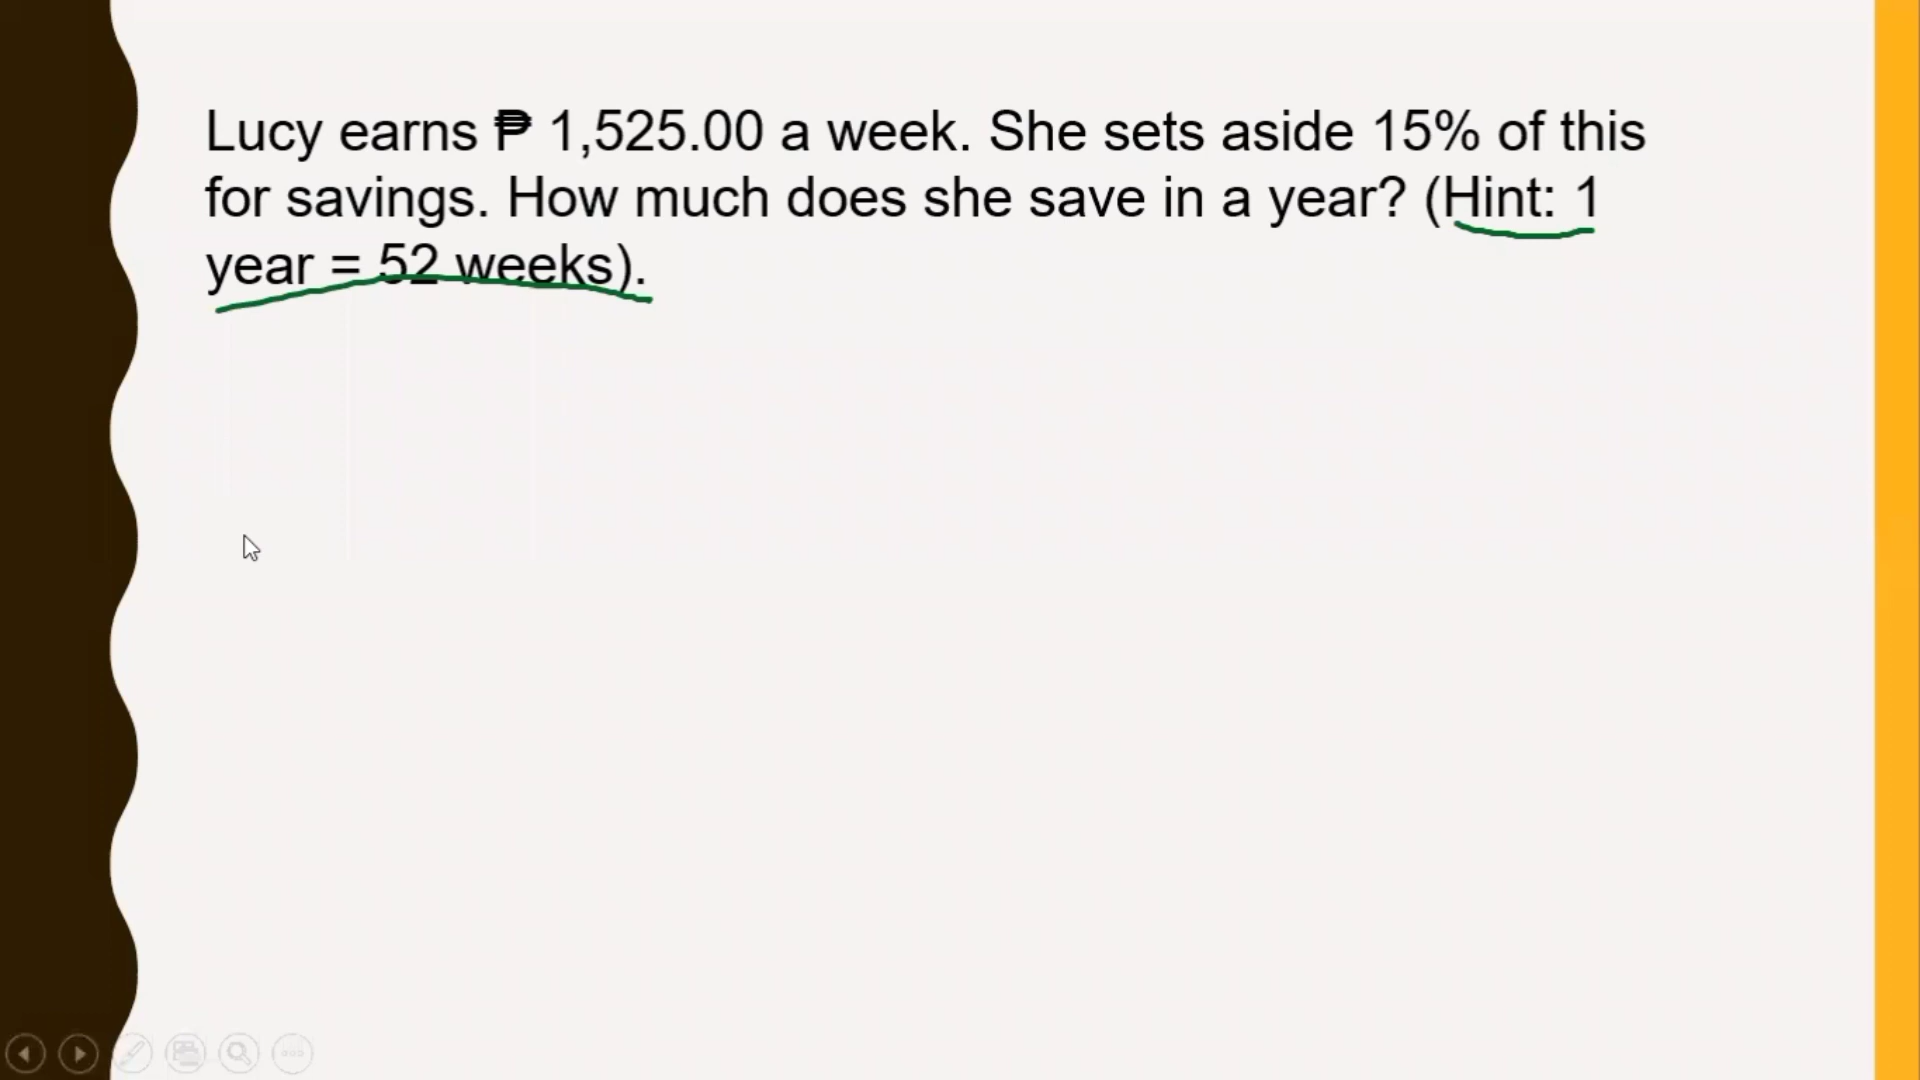 Lucy earns ₱ 1,525.00 a week. She sets aside 15% of this
for savings. How much does she save in a year? (Hint: 1
year = 52 weeks).